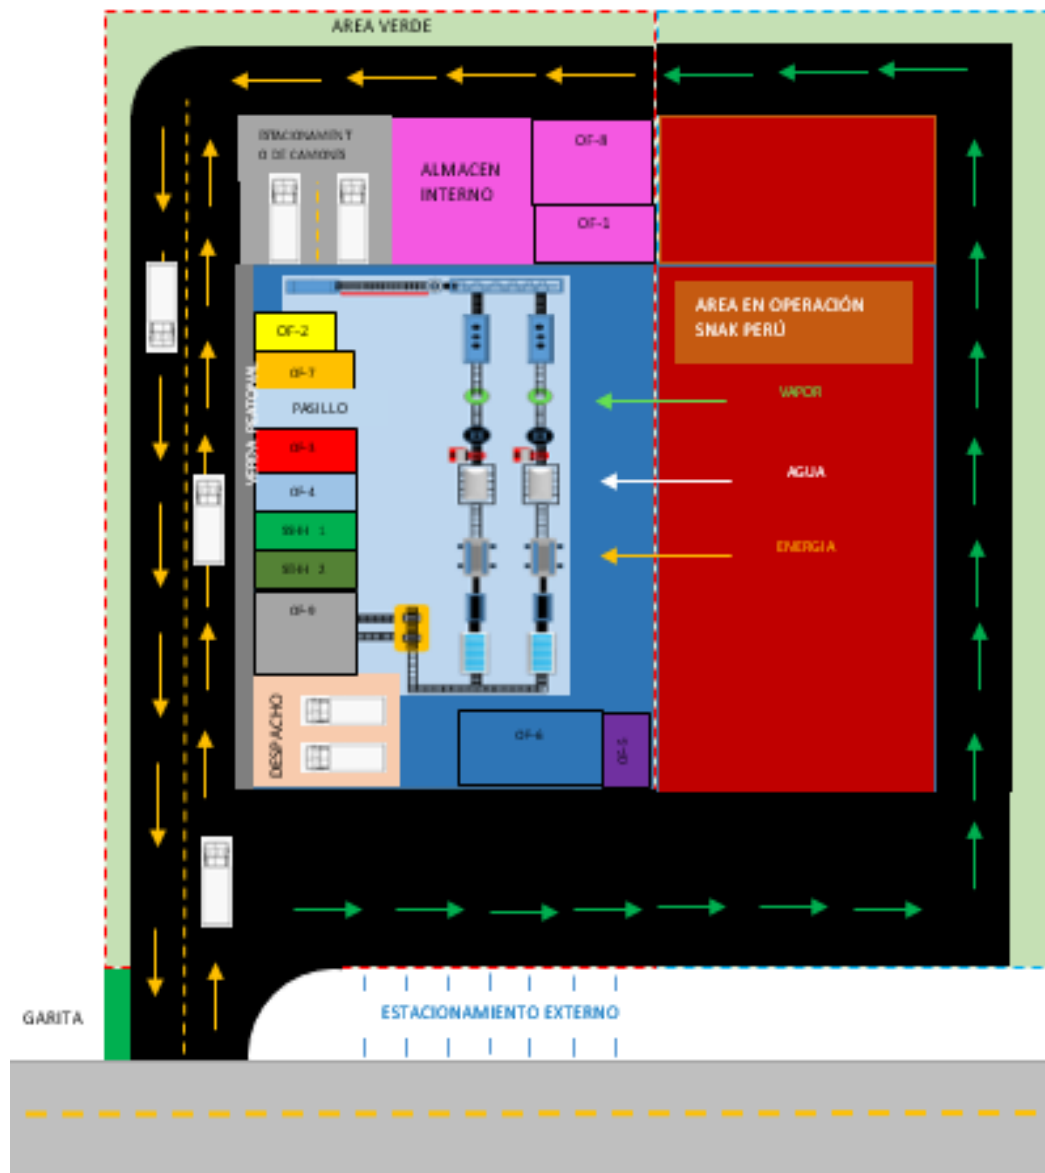 AREA VERDE
ESTACIONAMIENT
O DE CAMIONES
ALMACEN
INTERNO
OF-8
OF-1
AREA EN OPERACIÓN
SNAK PERÚ
OF-2
OF-7
PASILLO
OF-3
OF-4
SSHH 1
SSHH 2
OF-9
VEREDA PEATONAL
VAPOR
AGUA
ENERGIA
DESPACHO
OF-6
OF-5
GARITA
ESTACIONAMIENTO EXTERNO